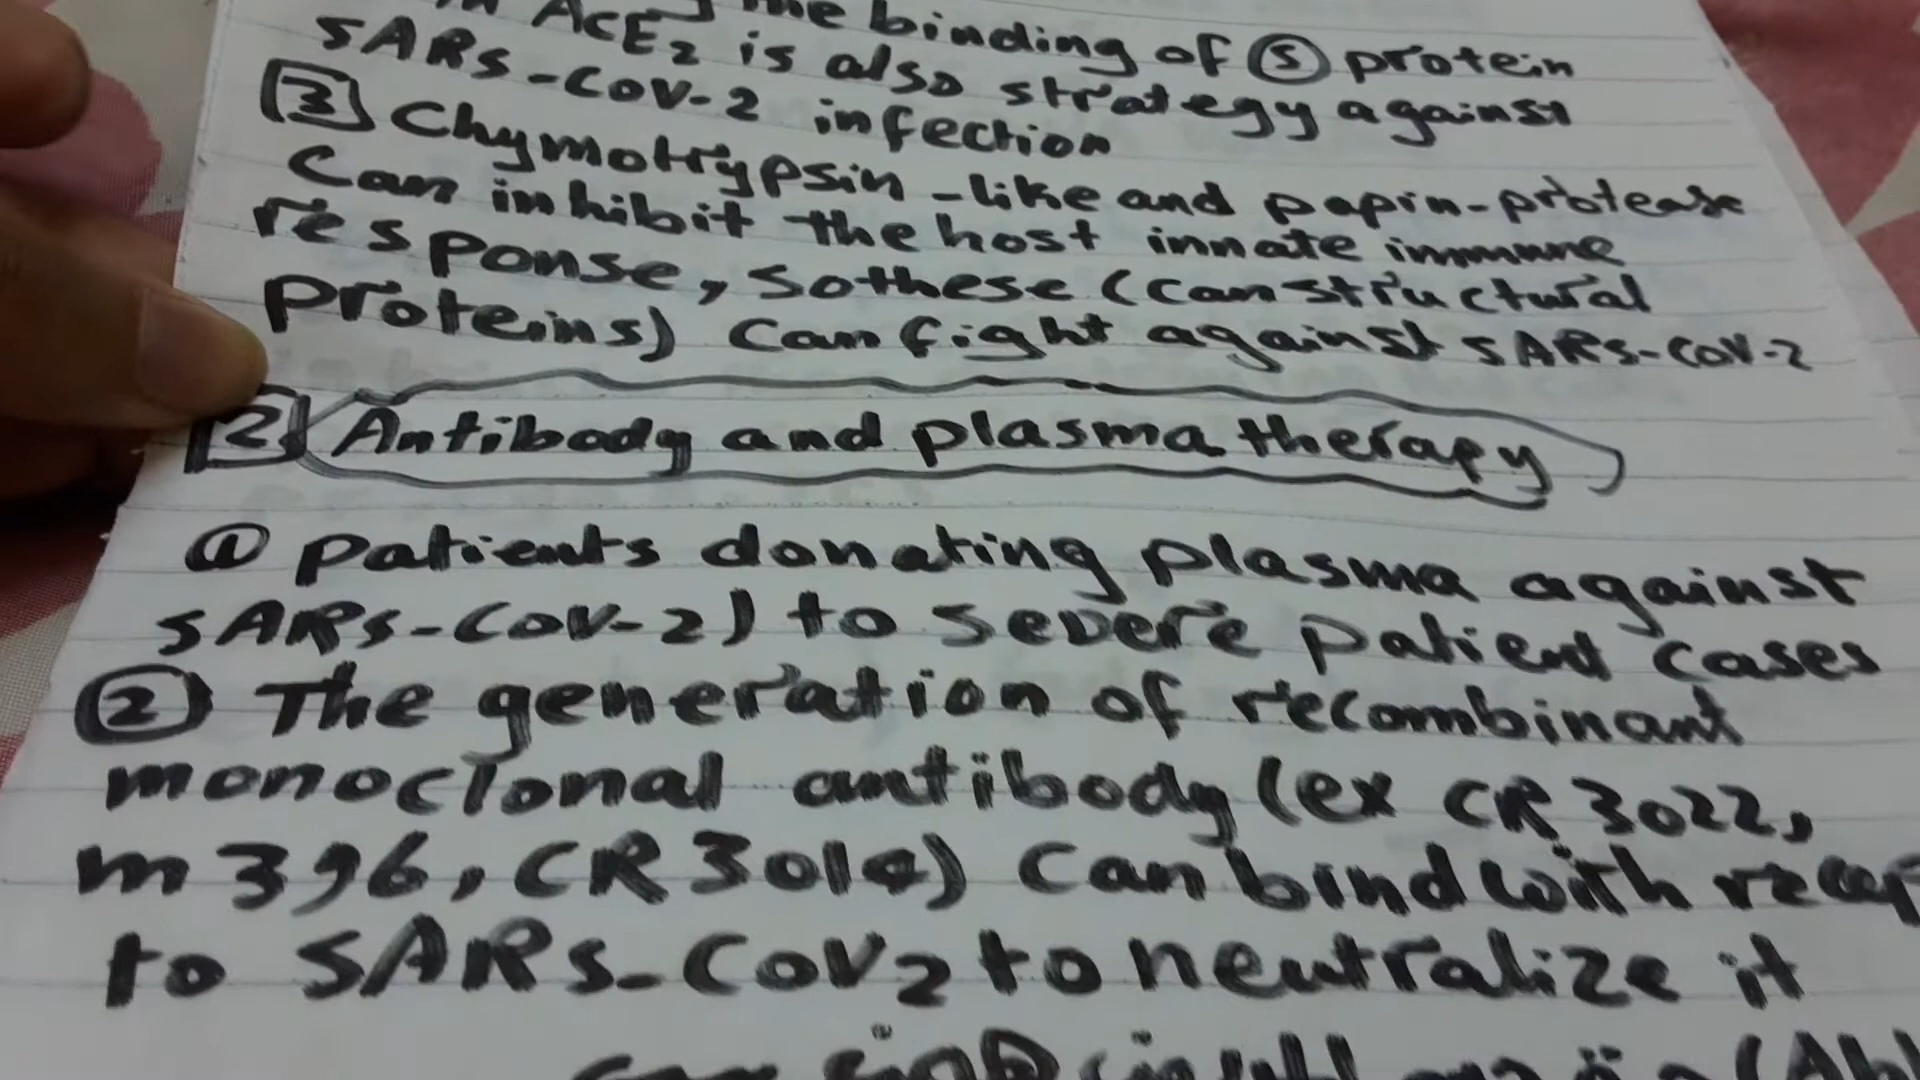 the binding of Ⓢ protein
ACE2 is also strategy against
SARS-COV-2 infection
3 Chymotrypsin-like and papin-protease
Can inhibit the host innate immune
response, so these (can structural
proteins) Can fight against SARS-COV-2
2 Antibody and plasma therapy
① patients donating plasma against
SARS-COV-2) to severe patient cases
② The generation of recombinant
monoclonal antibody (ex CR3022,
m396, CR3014) Can bind with
to SARS-COV2 to neutralize it